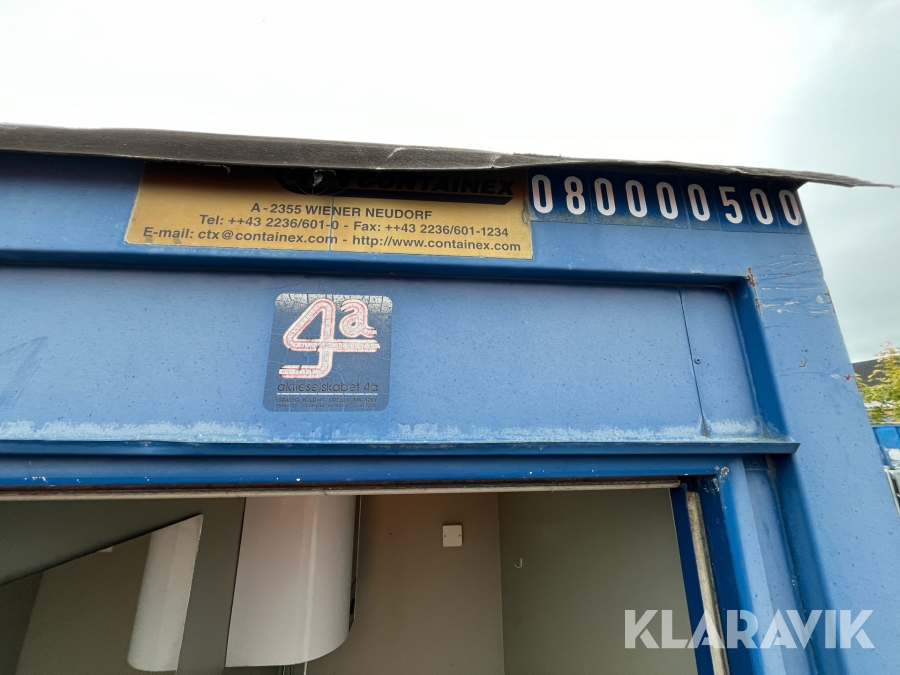 CONTAINEX
A-2355 WIENER NEUDORF
Tel: ++43 2236/601-0 - Fax: ++43 2236/601-1234
E-mail: ctx@containex.com - http://www.containex.com
080000500
4a
aktieselskabet 4a
KLARAVIK